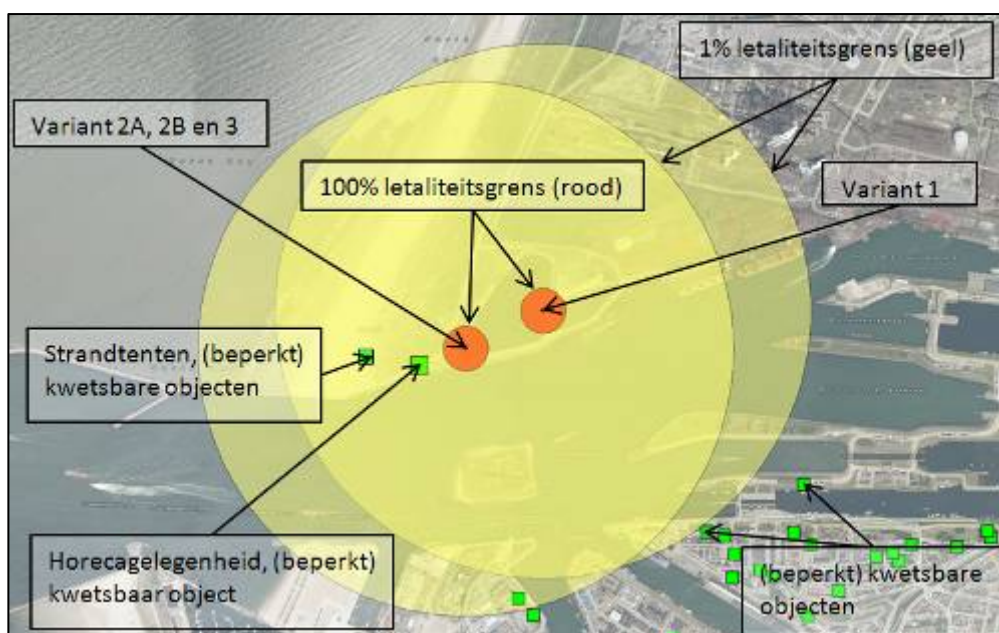 1% letaliteitsgrens (geel)
Variant 2A, 2B en 3
100% letaliteitsgrens (rood)
Variant 1
Strandtenten, (beperkt)
kwetsbare objecten
Horecagelegenheid, (beperkt)
kwetsbaar object
(beperkt) kwetsbare
objecten